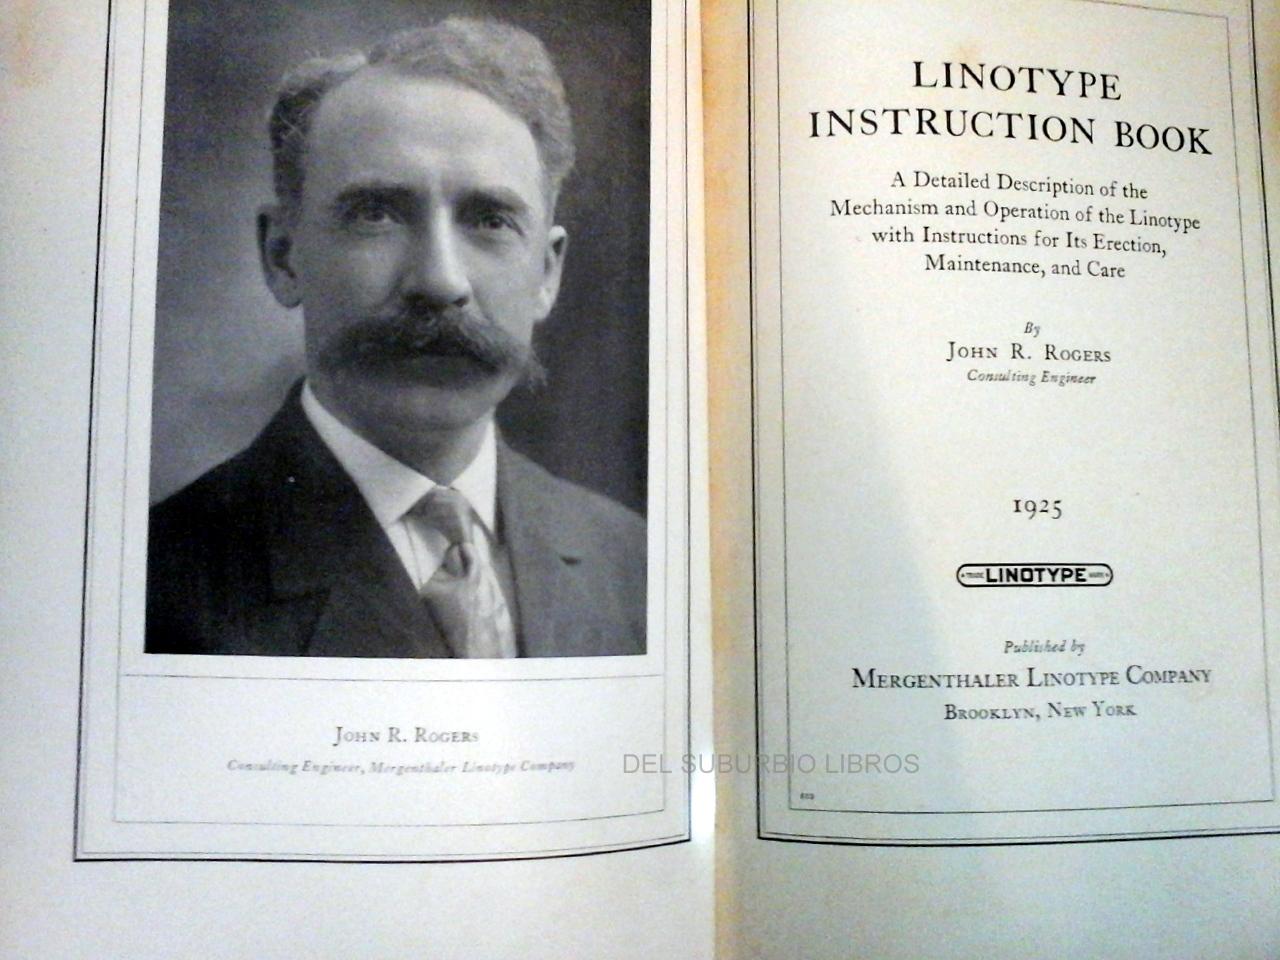 John R. Rogers
Consulting Engineer, Mergenthaler Linotype Company
DEL SUBURBIO LIBROS
LINOTYPE
INSTRUCTION BOOK
A Detailed Description of the
Mechanism and Operation of the Linotype
with Instructions for Its Erection,
Maintenance, and Care
By
John R. Rogers
Consulting Engineer
1925
TRADE LINOTYPE MARK
Published by
Mergenthaler Linotype Company
Brooklyn, New York